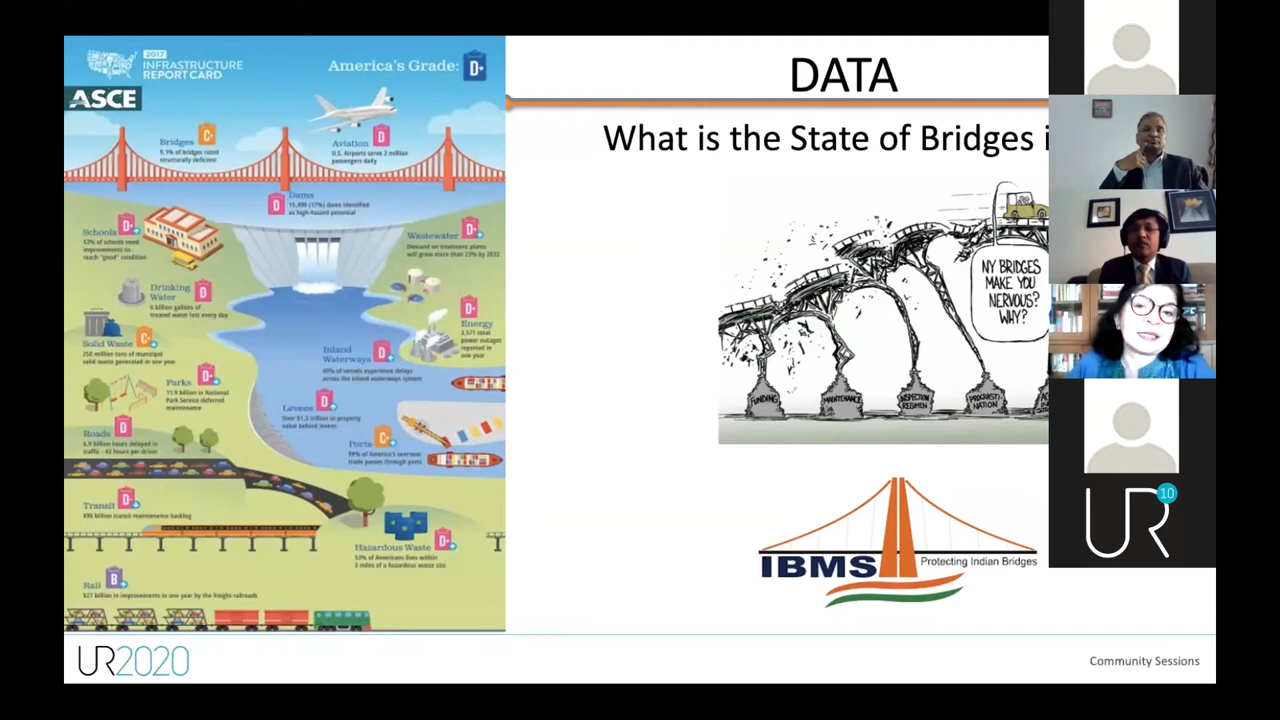 2017
INFRASTRUCTURE
REPORT CARD
America's Grade: D+
ASCE
Bridges C+
9.1% of bridges rated
structurally deficient
Aviation D
U.S. Airports serve 2 million
passengers daily
Dams D
15,498 (17%) dams identified
as high-hazard potential
Schools D+
53% of schools need
improvements to
reach "good" condition
Wastewater D+
Demand on treatment plants
will grow more than 23% by 2032
Drinking
Water D
6 billion gallons of
treated water lost every day
Energy D+
3,571 total
power outages
reported in
one year
Solid Waste C+
258 million tons of municipal
solid waste generated in one year
Inland
Waterways D
49% of vessels experience delays
across the inland waterways system
Parks D+
11.9 billion in National
Park Service deferred
maintenance
Levees D
Over $1.3 trillion in property
value behind levees
Roads D
6.9 billion hours delayed in
traffic - 42 hours per driver
Ports C+
99% of America's overseas
trade passes through ports
Transit D-
$90 billion transit maintenance backlog
Hazardous Waste D+
53% of Americans live within
3 miles of a hazardous waste site
Rail B
$27 billion in improvements in one year by the freight railroads
DATA
What is the State of Bridges i
NY BRIDGES
MAKE YOU
NERVOUS?
WHY?
FUNDING
MAINTENANCE
INSPECTION
REGIMEN
PROCRASTI-
NATION
IBMS
Protecting Indian Bridges
UR 10
UR2020
Community Sessions